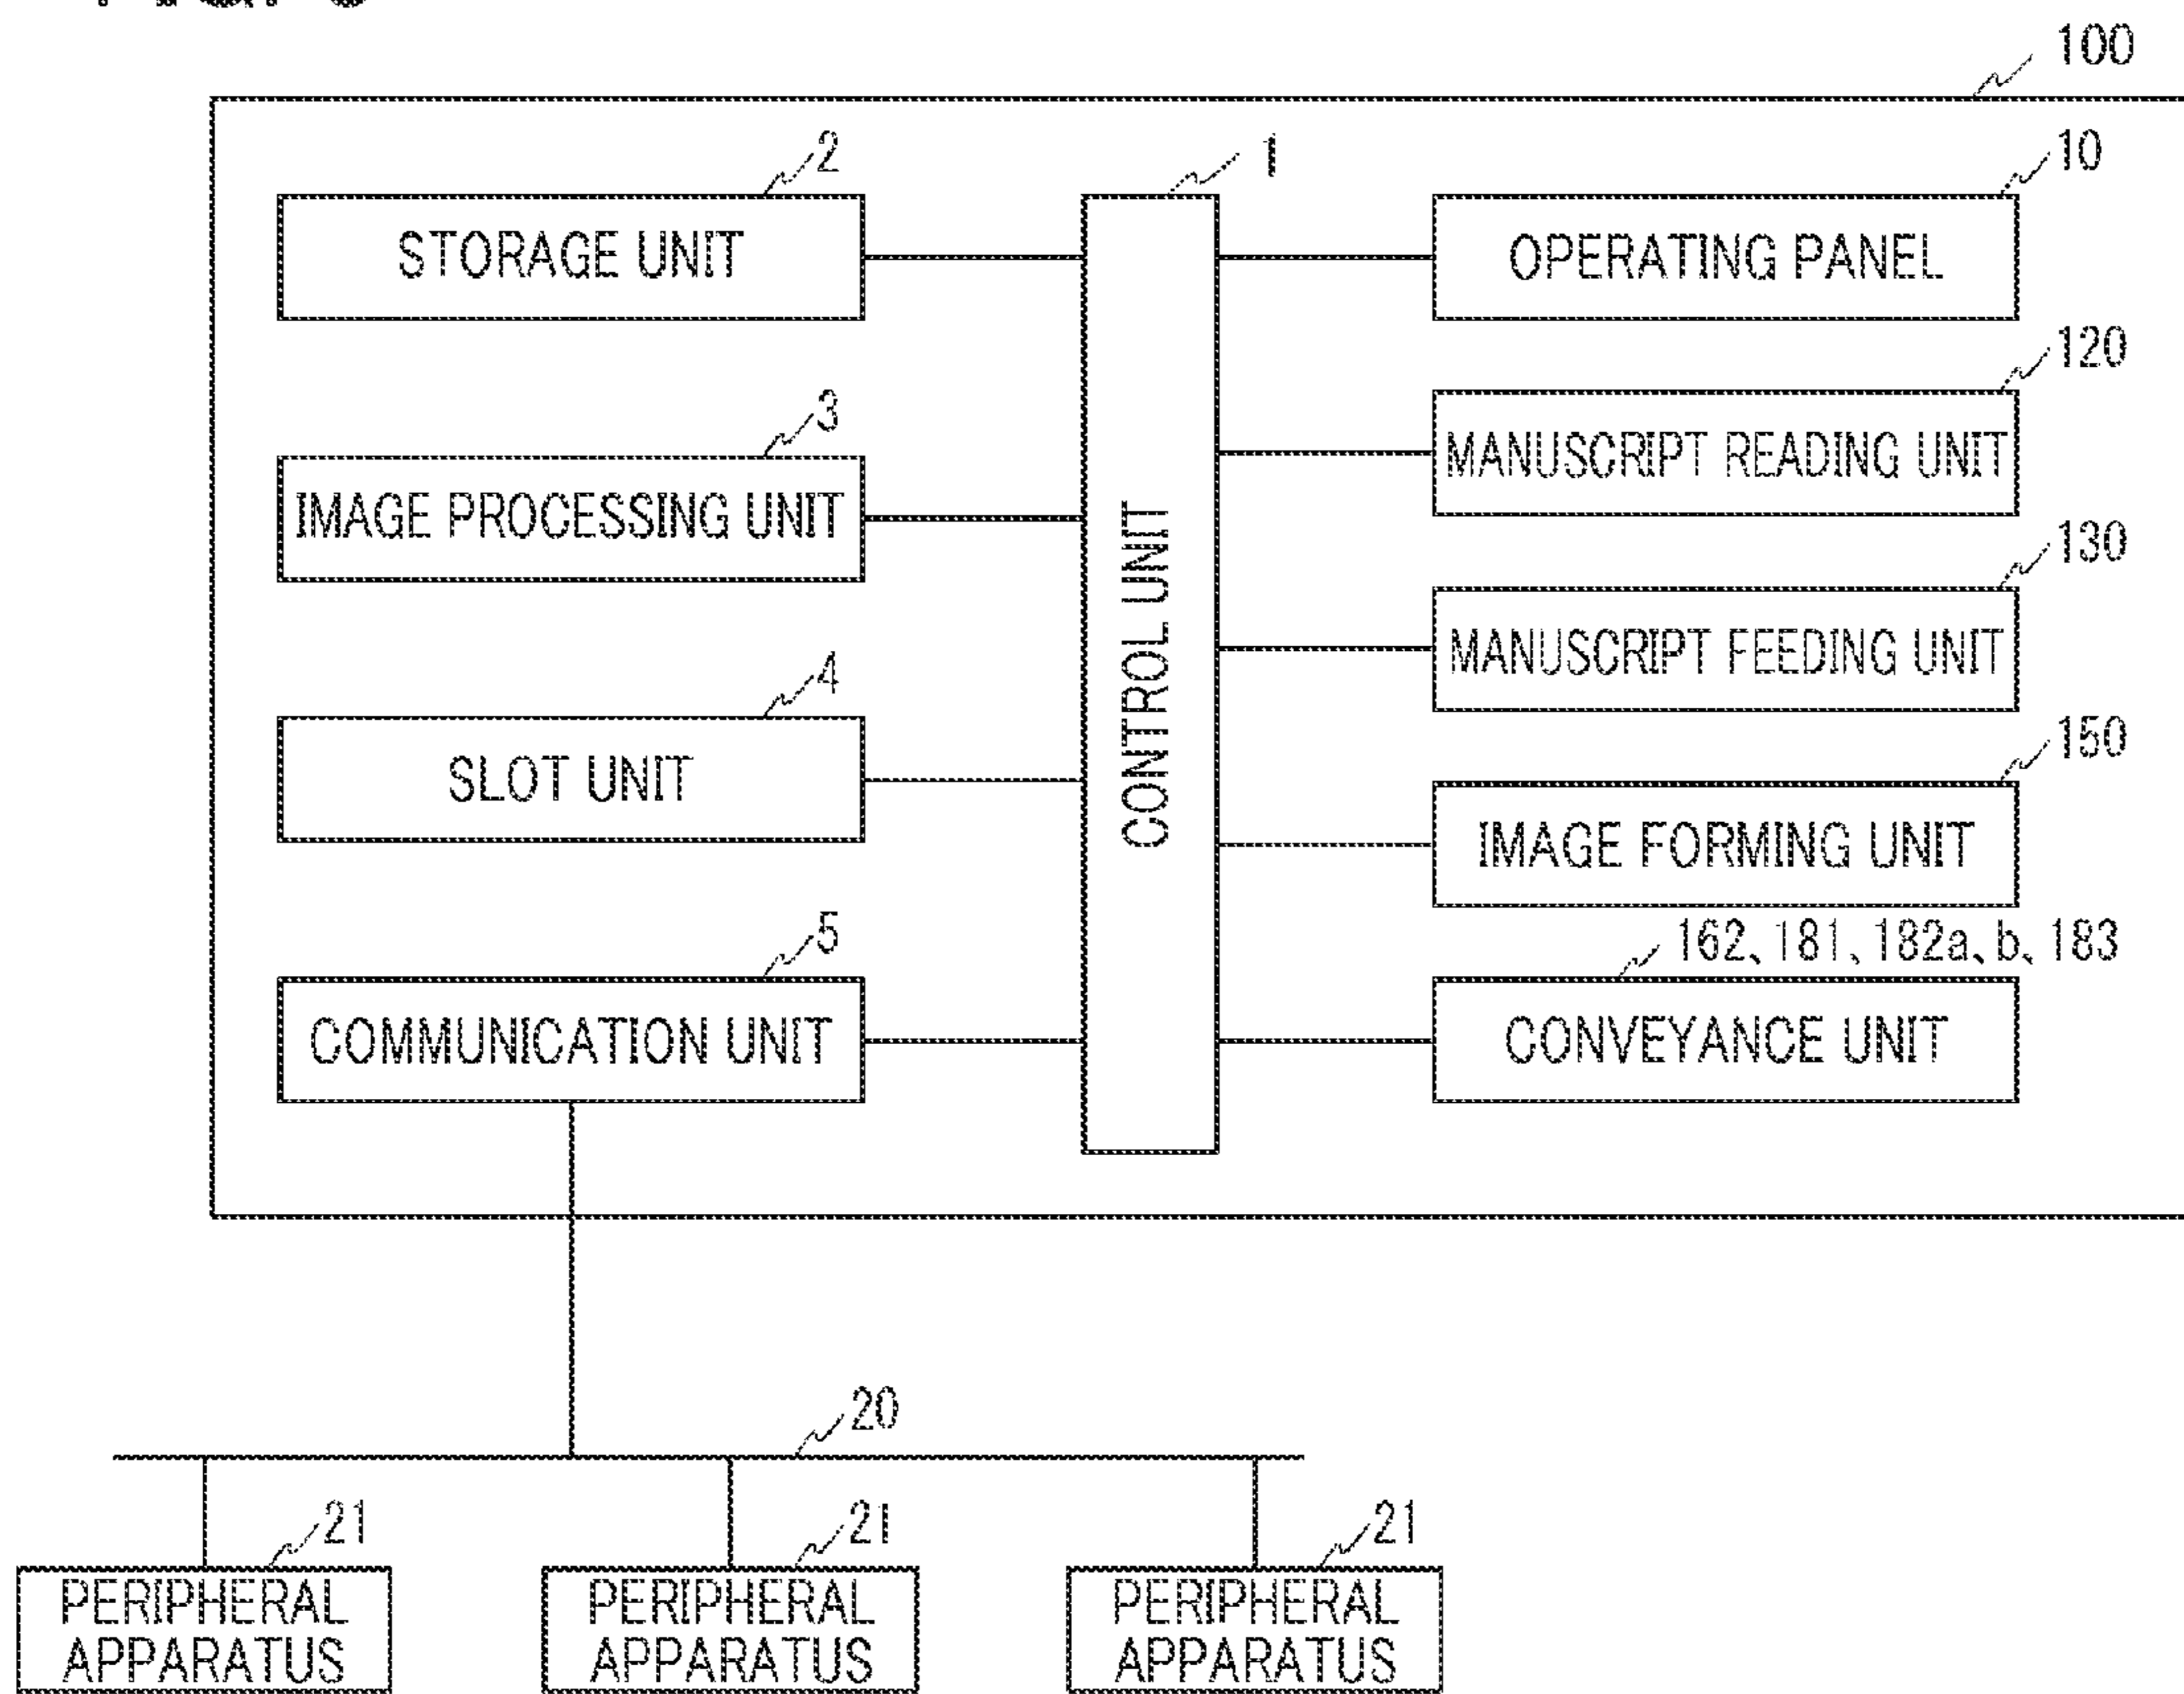 100
2
1
10
STORAGE UNIT
OPERATING PANEL
120
3
MANUSCRIPT READING UNIT
IMAGE PROCESSING UNIT
130
CONTROL UNIT
MANUSCRIPT FEEDING UNIT
4
150
SLOT UNIT
IMAGE FORMING UNIT
5
162、181、182a、b、183
COMMUNICATION UNIT
CONVEYANCE UNIT
20
21
21
21
PERIPHERAL
APPARATUS
PERIPHERAL
APPARATUS
PERIPHERAL
APPARATUS